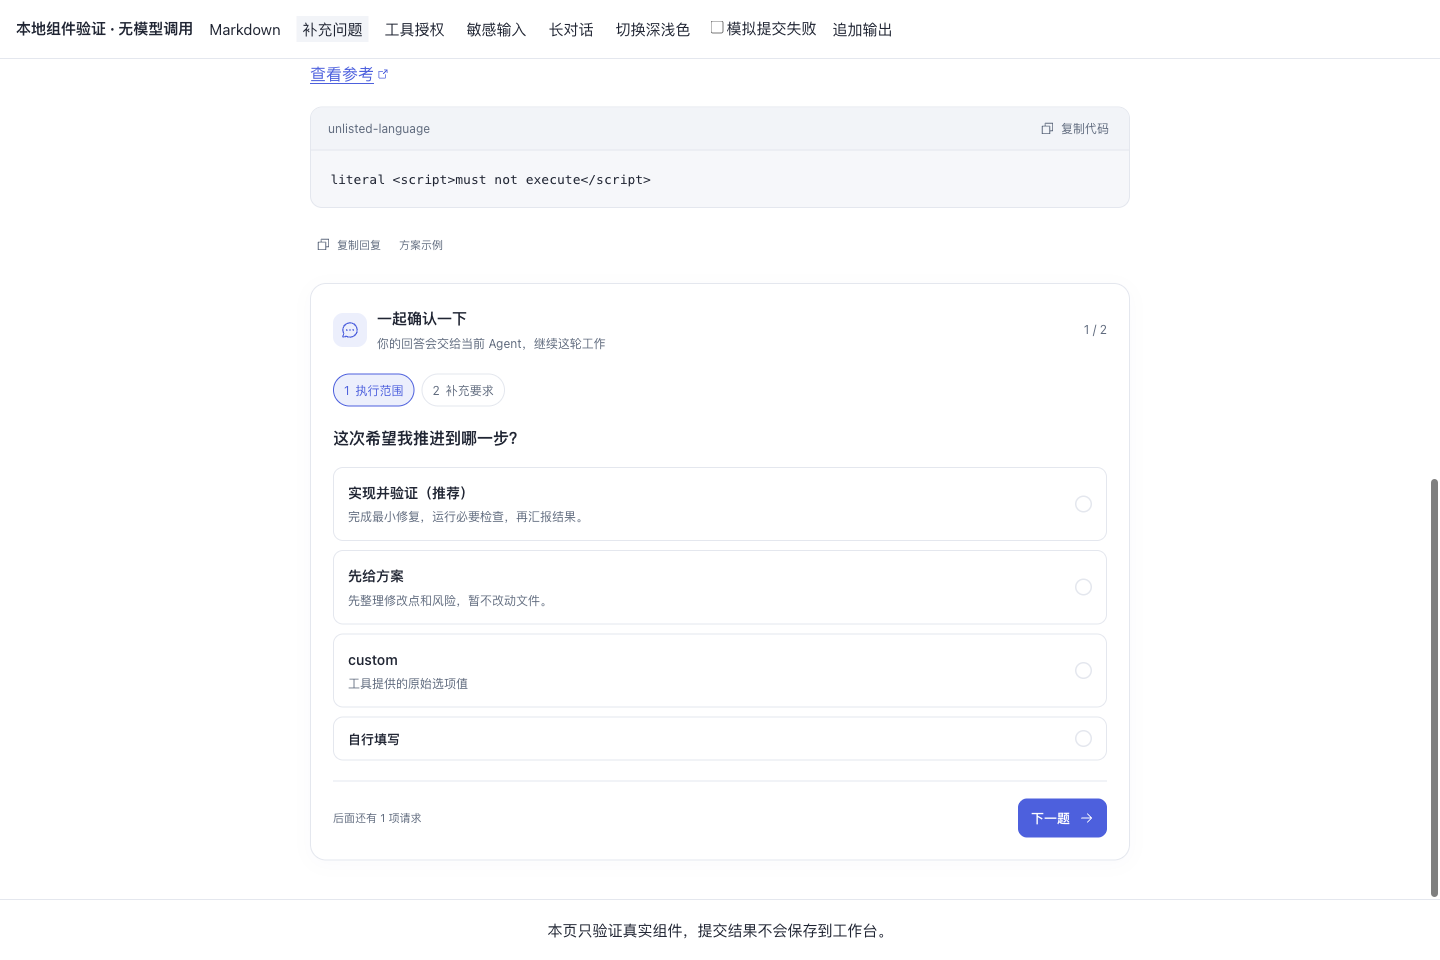 本地组件验证 · 无模型调用 Markdown 补充问题 工具授权 敏感输入 长对话 切换深浅色 模拟提交失败 追加输出
查看参考
unlisted-language 复制代码
literal <script>must not execute</script>
复制回复 方案示例
一起确认一下
你的回答会交给当前 Agent，继续这轮工作
1 / 2
1 执行范围 2 补充要求
这次希望我推进到哪一步？
实现并验证（推荐）
完成最小修复，运行必要检查，再汇报结果。
先给方案
先整理修改点和风险，暂不改动文件。
custom
工具提供的原始选项值
自行填写
后面还有 1 项请求 下一题
本页只验证真实组件，提交结果不会保存到工作台。